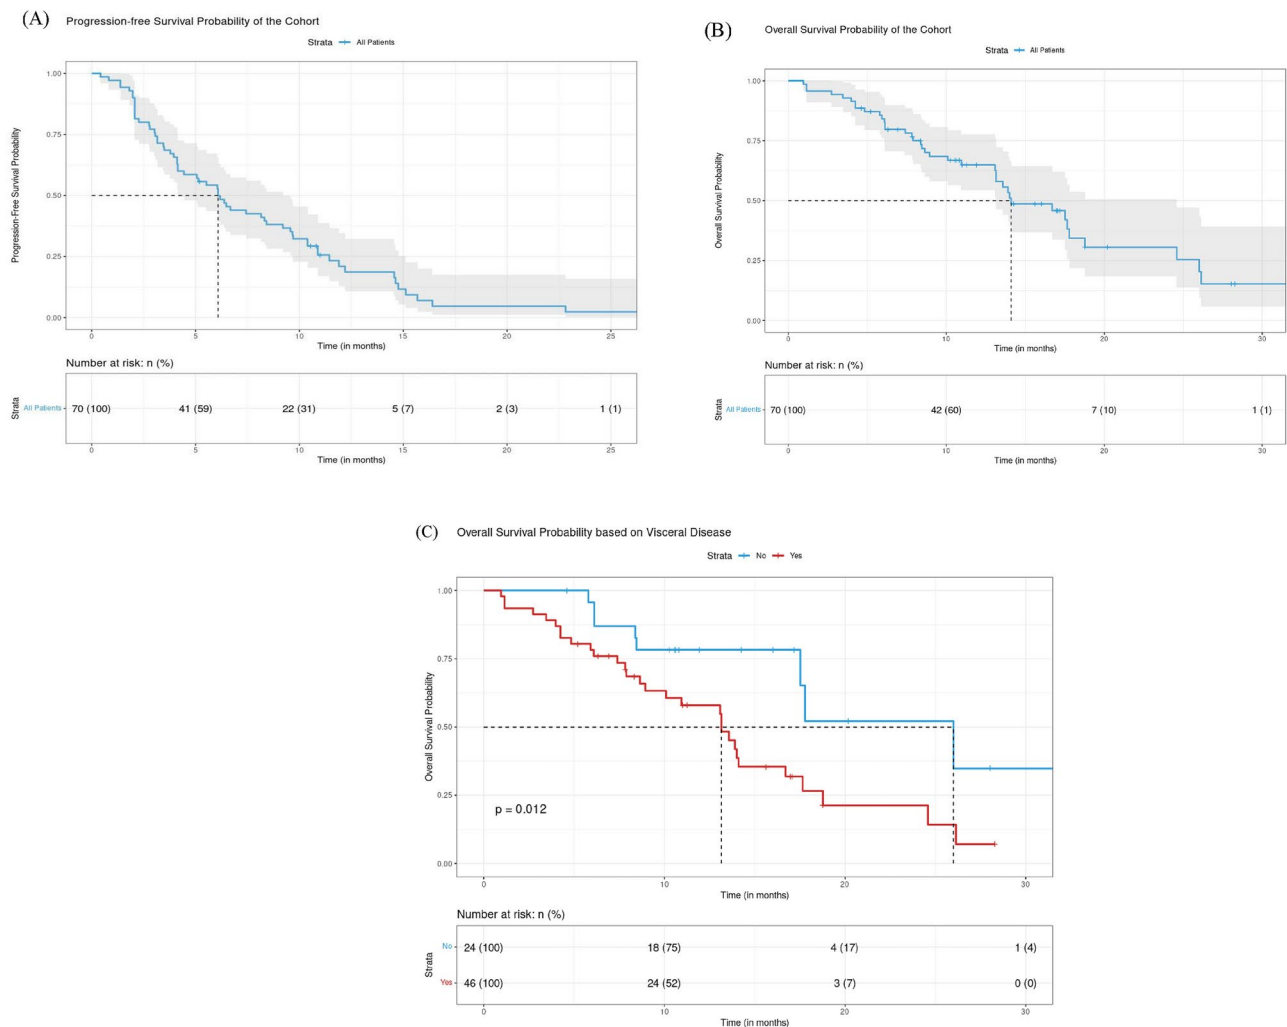 (A) Progression-free Survival Probability of the Cohort
Strata All Patients
Progression-Free Survival Probability
1.00
0.75
0.50
0.25
0.00
0 5 10 15 20 25
Time (in months)
Number at risk: n (%)
Strata
All Patients 70 (100) 41 (59) 22 (31) 5 (7) 2 (3) 1 (1)
0 5 10 15 20 25
Time (in months)
(B) Overall Survival Probability of the Cohort
Strata All Patients
Overall Survival Probability
1.00
0.75
0.50
0.25
0.00
0 10 20 30
Time (in months)
Number at risk: n (%)
Strata
All Patients 70 (100) 42 (60) 7 (10) 1 (1)
0 10 20 30
Time (in months)
(C) Overall Survival Probability based on Visceral Disease
Strata No Yes
Overall Survival Probability
1.00
0.75
0.50
0.25
0.00
p = 0.012
0 10 20 30
Time (in months)
Number at risk: n (%)
Strata
No 24 (100) 18 (75) 4 (17) 1 (4)
Yes 46 (100) 24 (52) 3 (7) 0 (0)
0 10 20 30
Time (in months)